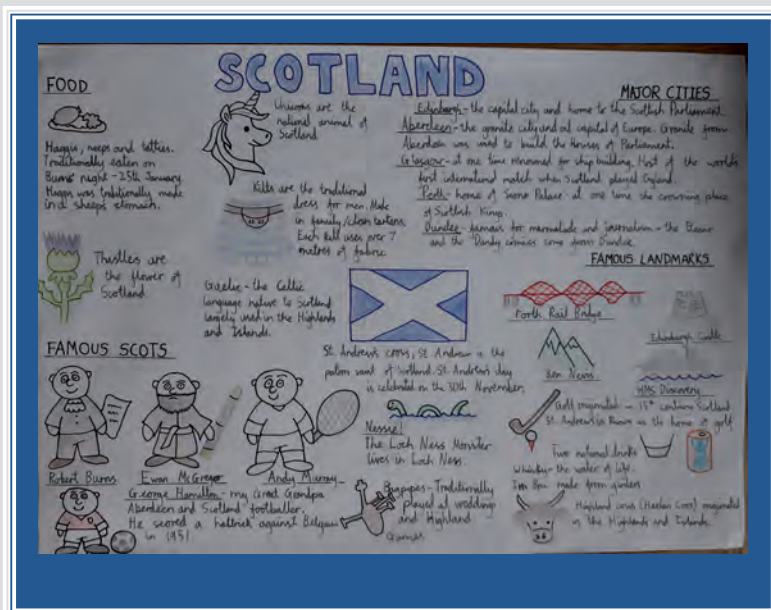 SCOTLAND
FOOD
Haggis, neeps and tatties.
Traditionally eaten on
Burns night - 25th January
Haggis was traditionally made
in a sheeps stomach.
Unicorns are the
national animal of
Scotland
MAJOR CITIES
Edinburgh - the capital city and home to the Scottish Parliament
Aberdeen - the granite city and oil capital of Europe. Granite from
Aberdeen was used to build the Houses of Parliament.
Glasgow - at one time renowned for ship building. Host of the worlds
first international match when Scotland played England.
Perth - home of Scone Palace - at one time the crowning place
of Scottish Kings.
Dundee - famous for marmalade and journalism - the Beano
and the Dandy comics come from Dundee.
Kilts are the traditional
dress for men. Made
in family/clan tartans.
Each kilt uses over 7
metres of fabric
Thistles are
the flower of
Scotland
Gaelic - the Celtic
language native to Scotland
largely used in the Highlands
and Islands.
FAMOUS LANDMARKS
Forth Rail Bridge
Edinburgh Castle
Ben Nevis
HMS Discovery
St. Andrew's cross, St. Andrew is the
patron saint of Scotland. St. Andrew's day
is celebrated on the 30th November.
Nessie!
The Loch Ness Monster
lives in Loch Ness.
Golf originated in 15th century Scotland
St. Andrews is known as the home of golf
Two national drinks
Whisky - the water of life.
Irn Bru made from girders
Bagpipes - Traditionally
played at weddings
and Highland
Games
Highland cows (Heelan Coos) originated
in the Highlands and Islands.
FAMOUS SCOTS
Robert Burns
Ewan McGregor
Andy Murray
George Hamilton - my Great Grandpa
Aberdeen and Scotland footballer.
He scored a hattrick against Belgium
in 1951.